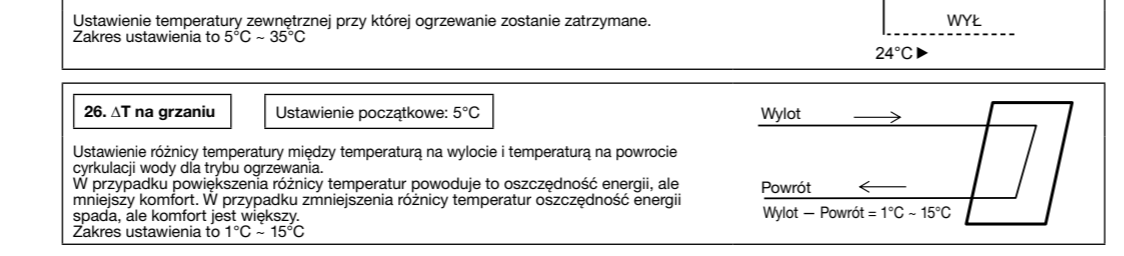 Ustawienie temperatury zewnętrznej przy której ogrzewanie zostanie zatrzymane.
Zakres ustawienia to 5°C ~ 35°C
WYŁ
24°C ▶
26. ∆T na grzaniu
Ustawienie początkowe: 5°C
Ustawienie różnicy temperatury między temperaturą na wylocie i temperaturą na powrocie
cyrkulacji wody dla trybu ogrzewania.
W przypadku powiększenia różnicy temperatur powoduje to oszczędność energii, ale
mniejszy komfort. W przypadku zmniejszenia różnicy temperatur oszczędność energii
spada, ale komfort jest większy.
Zakres ustawienia to 1°C ~ 15°C
Wylot
Powrót
Wylot − Powrót = 1°C ~ 15°C